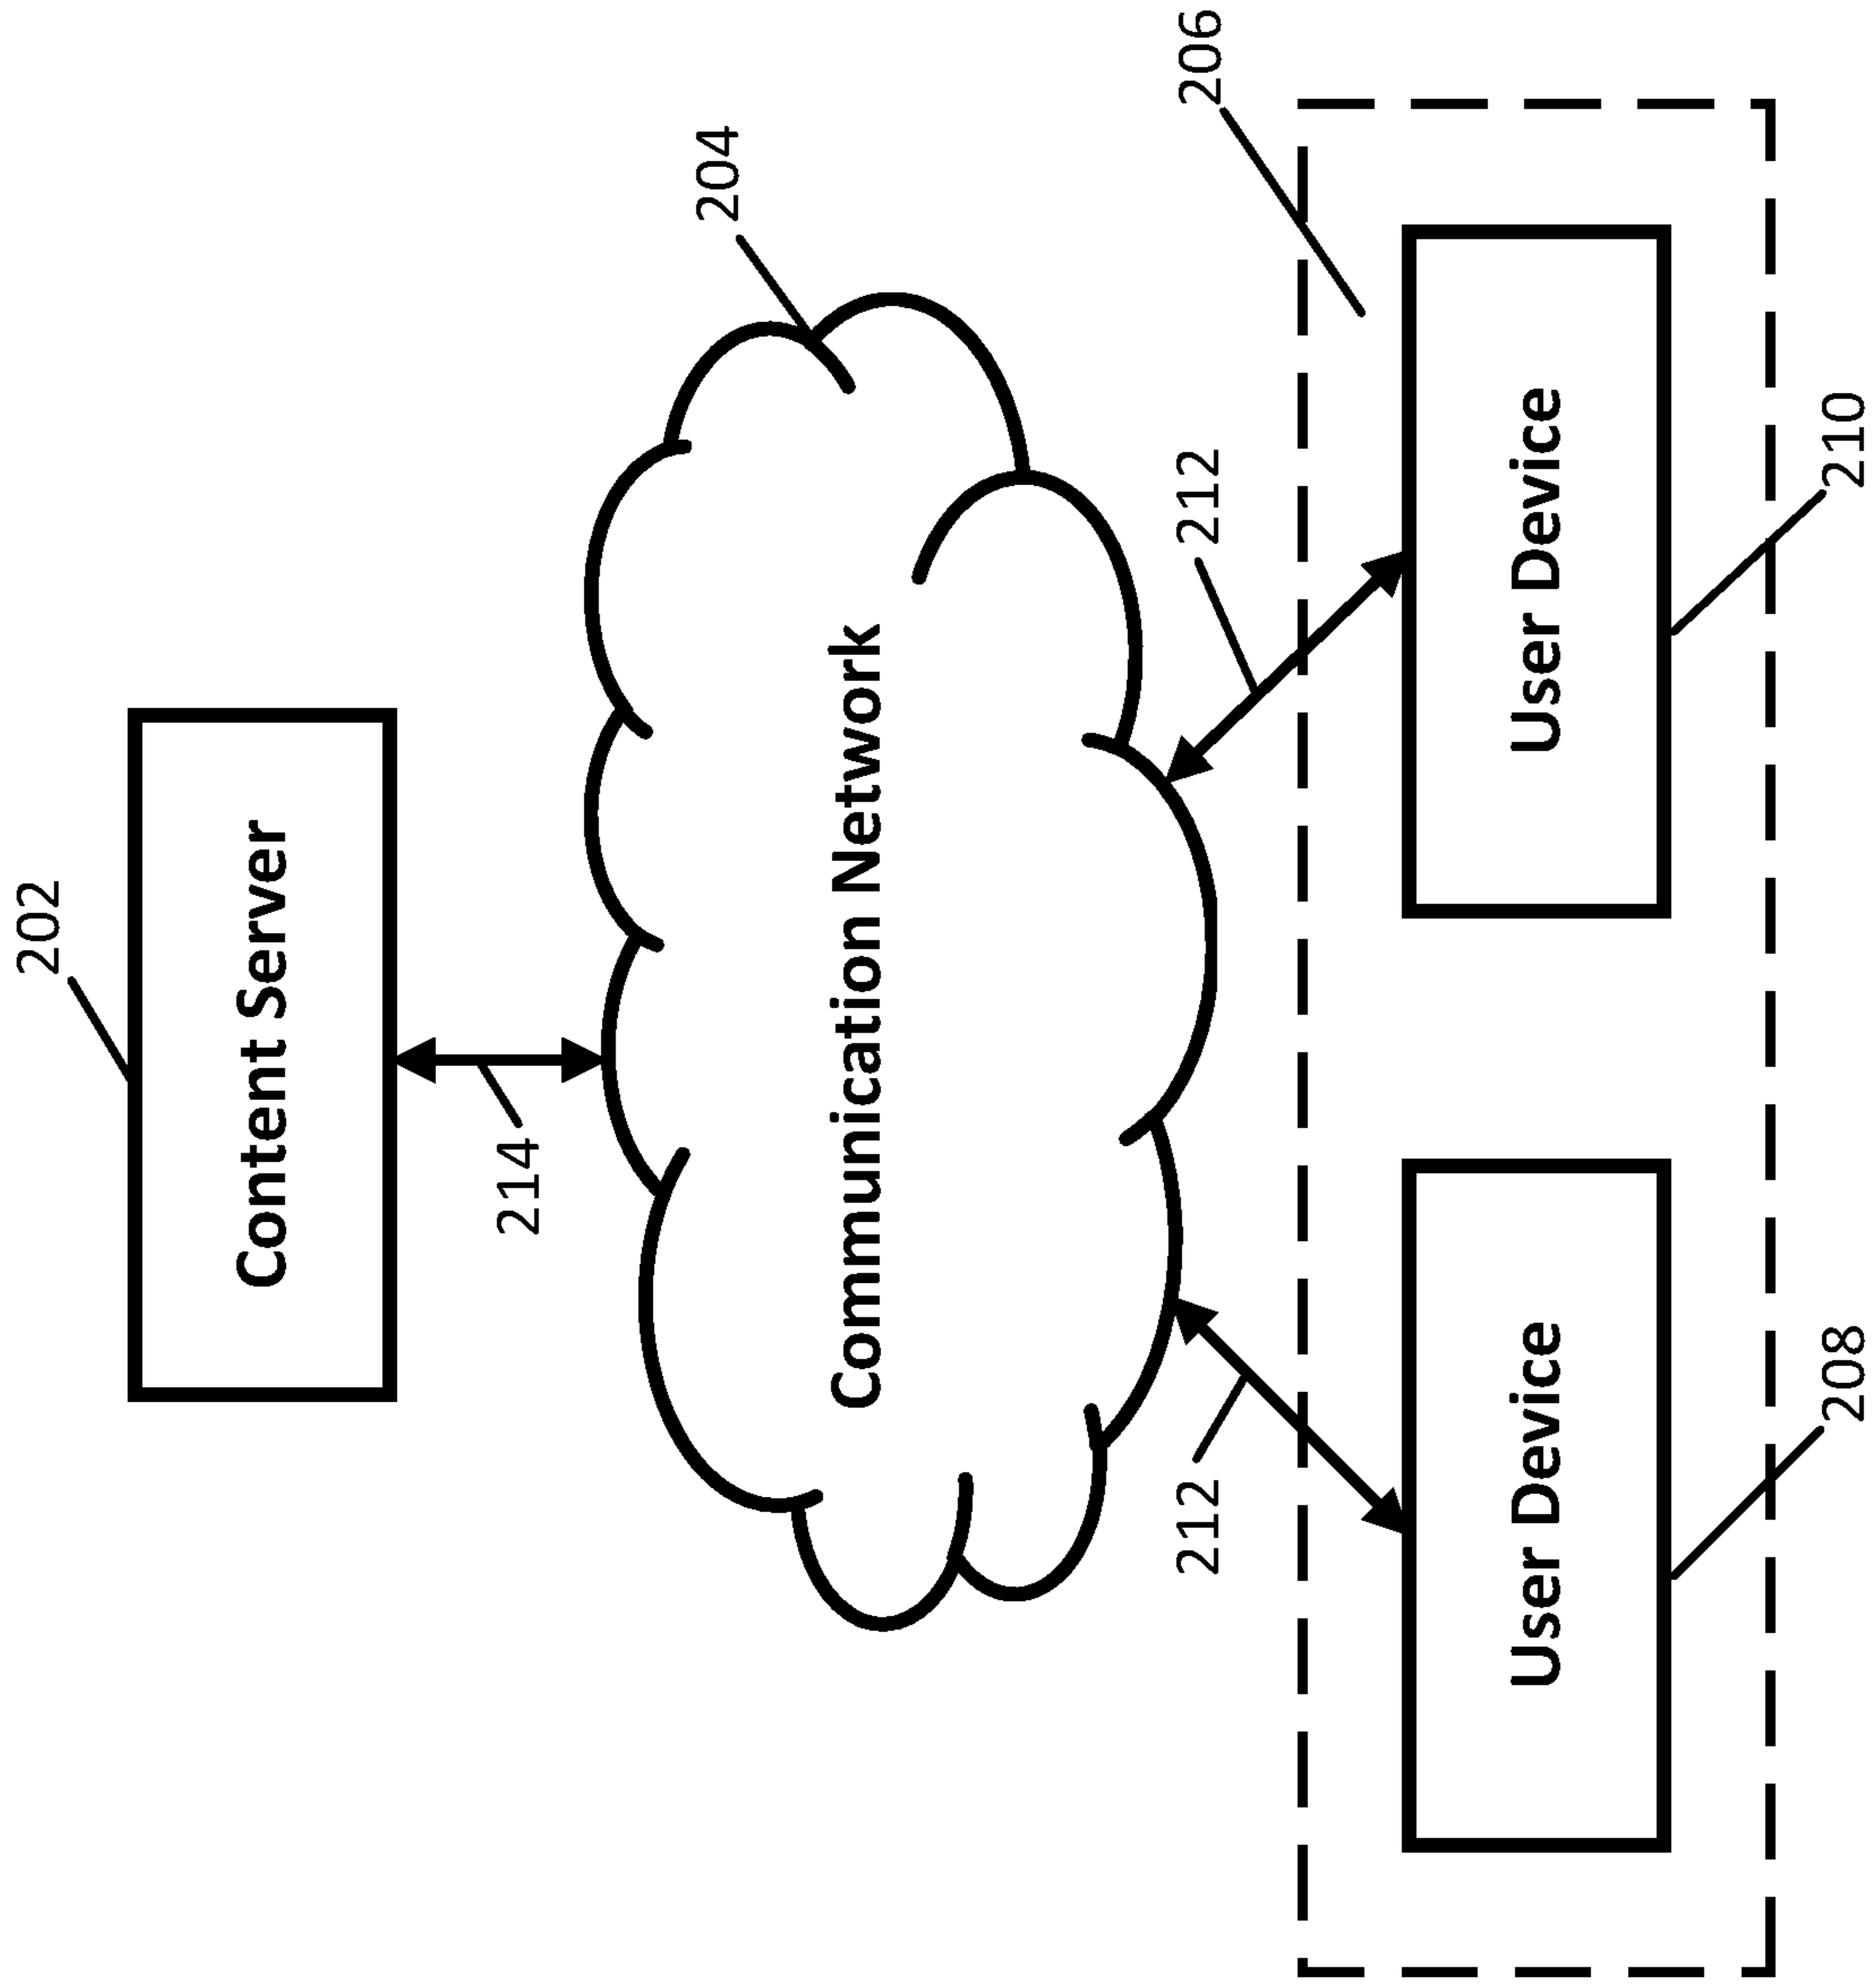 202
Content Server
214
204
Communication Network
206
212
212
User Device
User Device
208
210